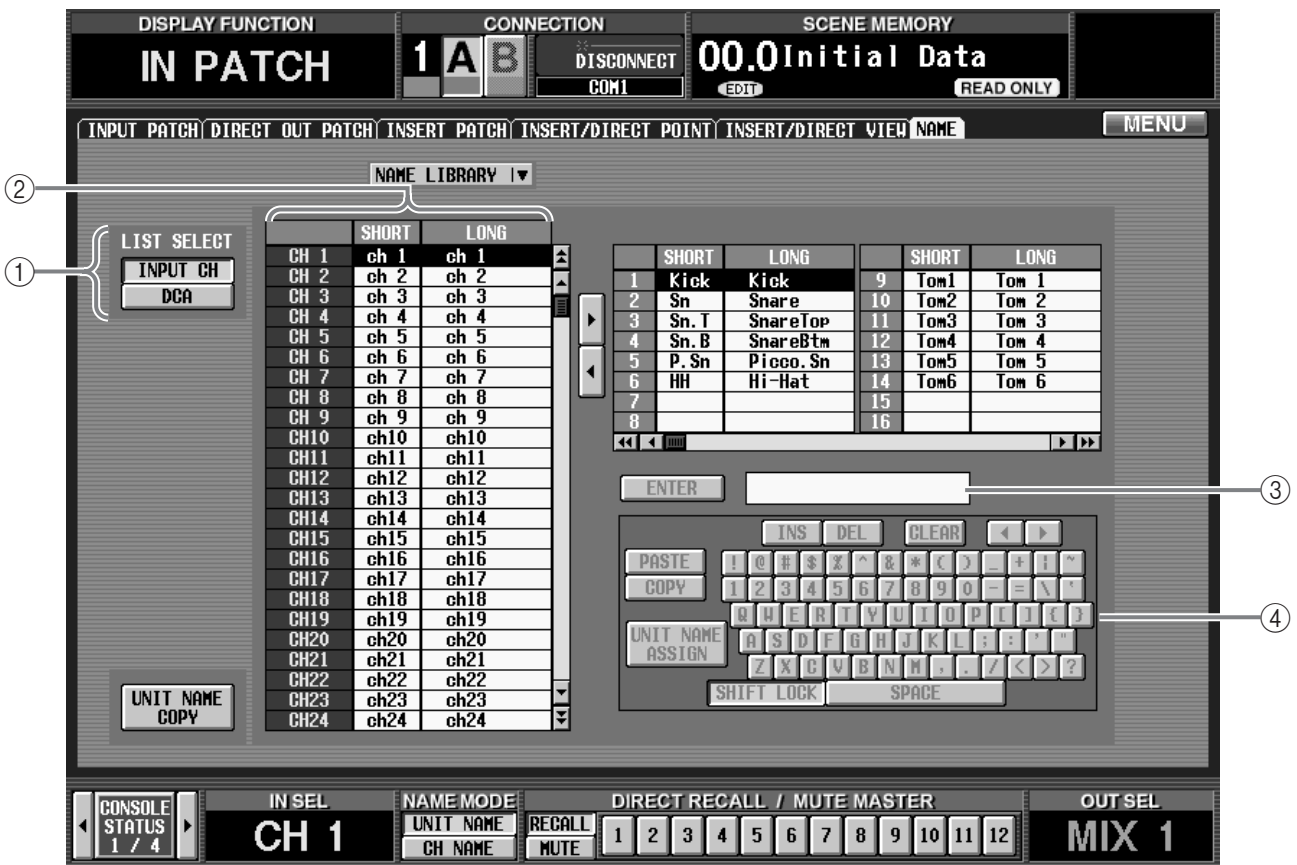 DISPLAY FUNCTION
IN PATCH
CONNECTION
1 A B
DISCONNECT
COM1
SCENE MEMORY
00.0 Initial Data
EDIT
READ ONLY
INPUT PATCH DIRECT OUT PATCH INSERT PATCH INSERT/DIRECT POINT INSERT/DIRECT VIEW NAME
MENU
NAME LIBRARY
②
①
LIST SELECT
INPUT CH
DCA
SHORT LONG
CH 1 ch 1 ch 1
CH 2 ch 2 ch 2
CH 3 ch 3 ch 3
CH 4 ch 4 ch 4
CH 5 ch 5 ch 5
CH 6 ch 6 ch 6
CH 7 ch 7 ch 7
CH 8 ch 8 ch 8
CH 9 ch 9 ch 9
CH10 ch10 ch10
CH11 ch11 ch11
CH12 ch12 ch12
CH13 ch13 ch13
CH14 ch14 ch14
CH15 ch15 ch15
CH16 ch16 ch16
CH17 ch17 ch17
CH18 ch18 ch18
CH19 ch19 ch19
CH20 ch20 ch20
CH21 ch21 ch21
CH22 ch22 ch22
CH23 ch23 ch23
CH24 ch24 ch24
UNIT NAME
COPY
SHORT LONG SHORT LONG
1 Kick Kick 9 Tom1 Tom 1
2 Sn Snare 10 Tom2 Tom 2
3 Sn.T SnareTop 11 Tom3 Tom 3
4 Sn.B SnareBtm 12 Tom4 Tom 4
5 P.Sn Picco.Sn 13 Tom5 Tom 5
6 HH Hi-Hat 14 Tom6 Tom 6
7 15
8 16
ENTER
③
INS DEL CLEAR
PASTE
COPY
! @ # $ % ^ & * ( ) _ + ¦ ~
1 2 3 4 5 6 7 8 9 0 - = \ `
Q W E R T Y U I O P [ ] { }
④
UNIT NAME
ASSIGN
A S D F G H J K L ; : ' "
Z X C V B N M , . / < > ?
SHIFT LOCK SPACE
CONSOLE
STATUS
1 / 4
IN SEL
CH 1
NAME MODE
UNIT NAME
CH NAME
RECALL
MUTE
DIRECT RECALL / MUTE MASTER
1 2 3 4 5 6 7 8 9 10 11 12
OUT SEL
MIX 1